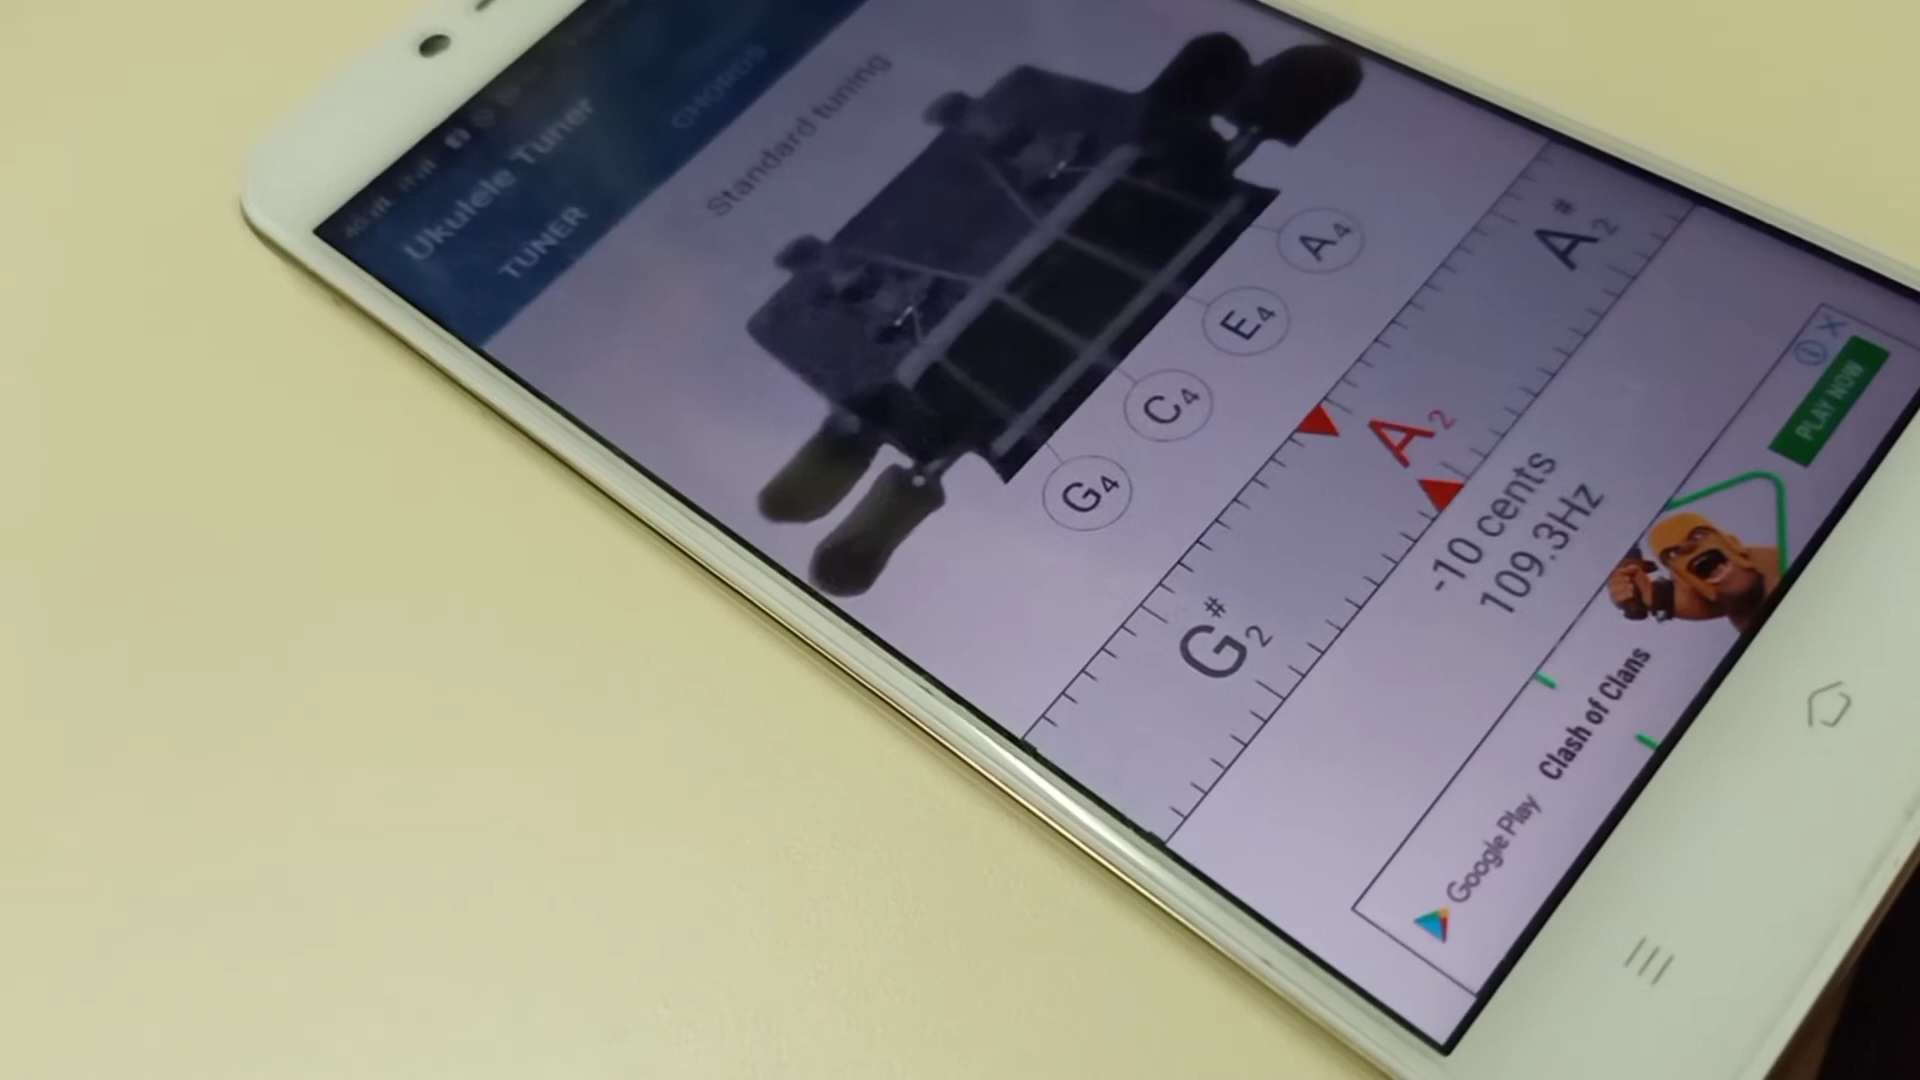 4G
Ukulele Tuner
TUNER
CHORDS
Standard tuning
G4
C4
E4
A4
G#2
A2
A#2
-10 cents
109.3Hz
Google Play
Clash of Clans
PLAY NOW